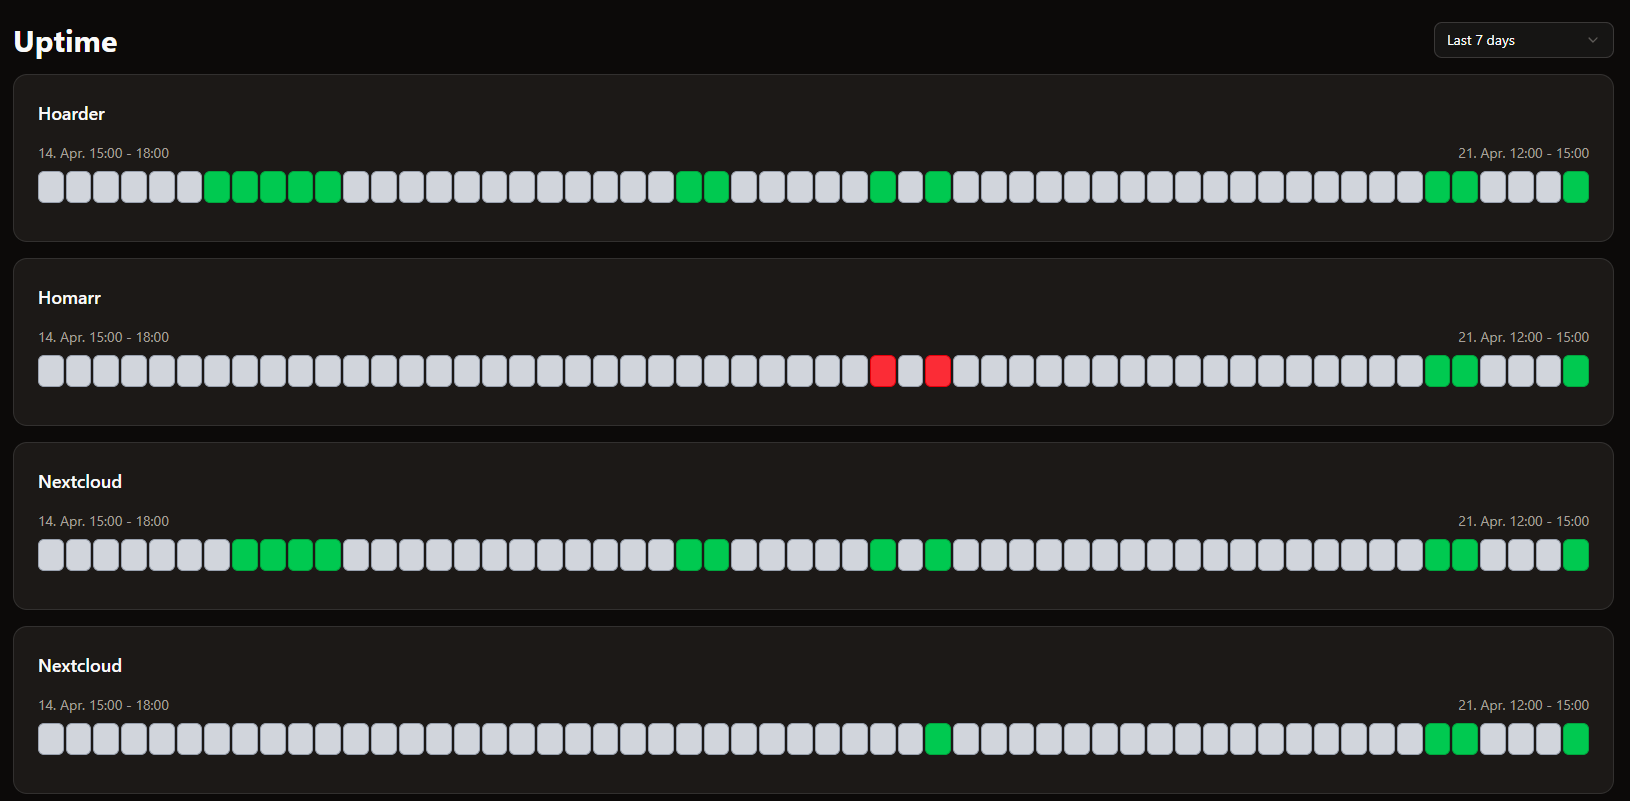 Uptime
Last 7 days
Hoarder
14. Apr. 15:00 - 18:00
21. Apr. 12:00 - 15:00
Homarr
14. Apr. 15:00 - 18:00
21. Apr. 12:00 - 15:00
Nextcloud
14. Apr. 15:00 - 18:00
21. Apr. 12:00 - 15:00
Nextcloud
14. Apr. 15:00 - 18:00
21. Apr. 12:00 - 15:00